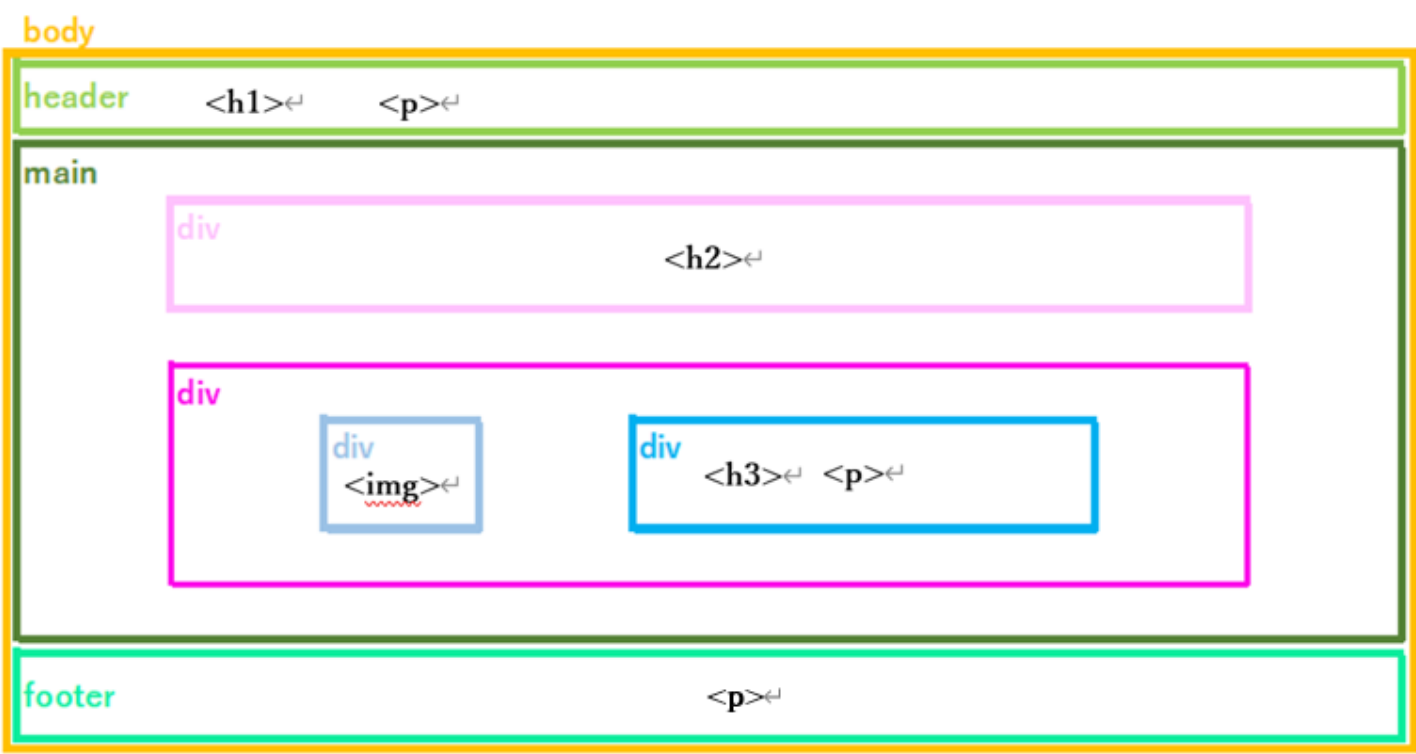 body
header <h1>↵ <p>↵
main
div
<h2>↵
div
div
<img>↵
div
<h3>↵ <p>↵
footer <p>↵